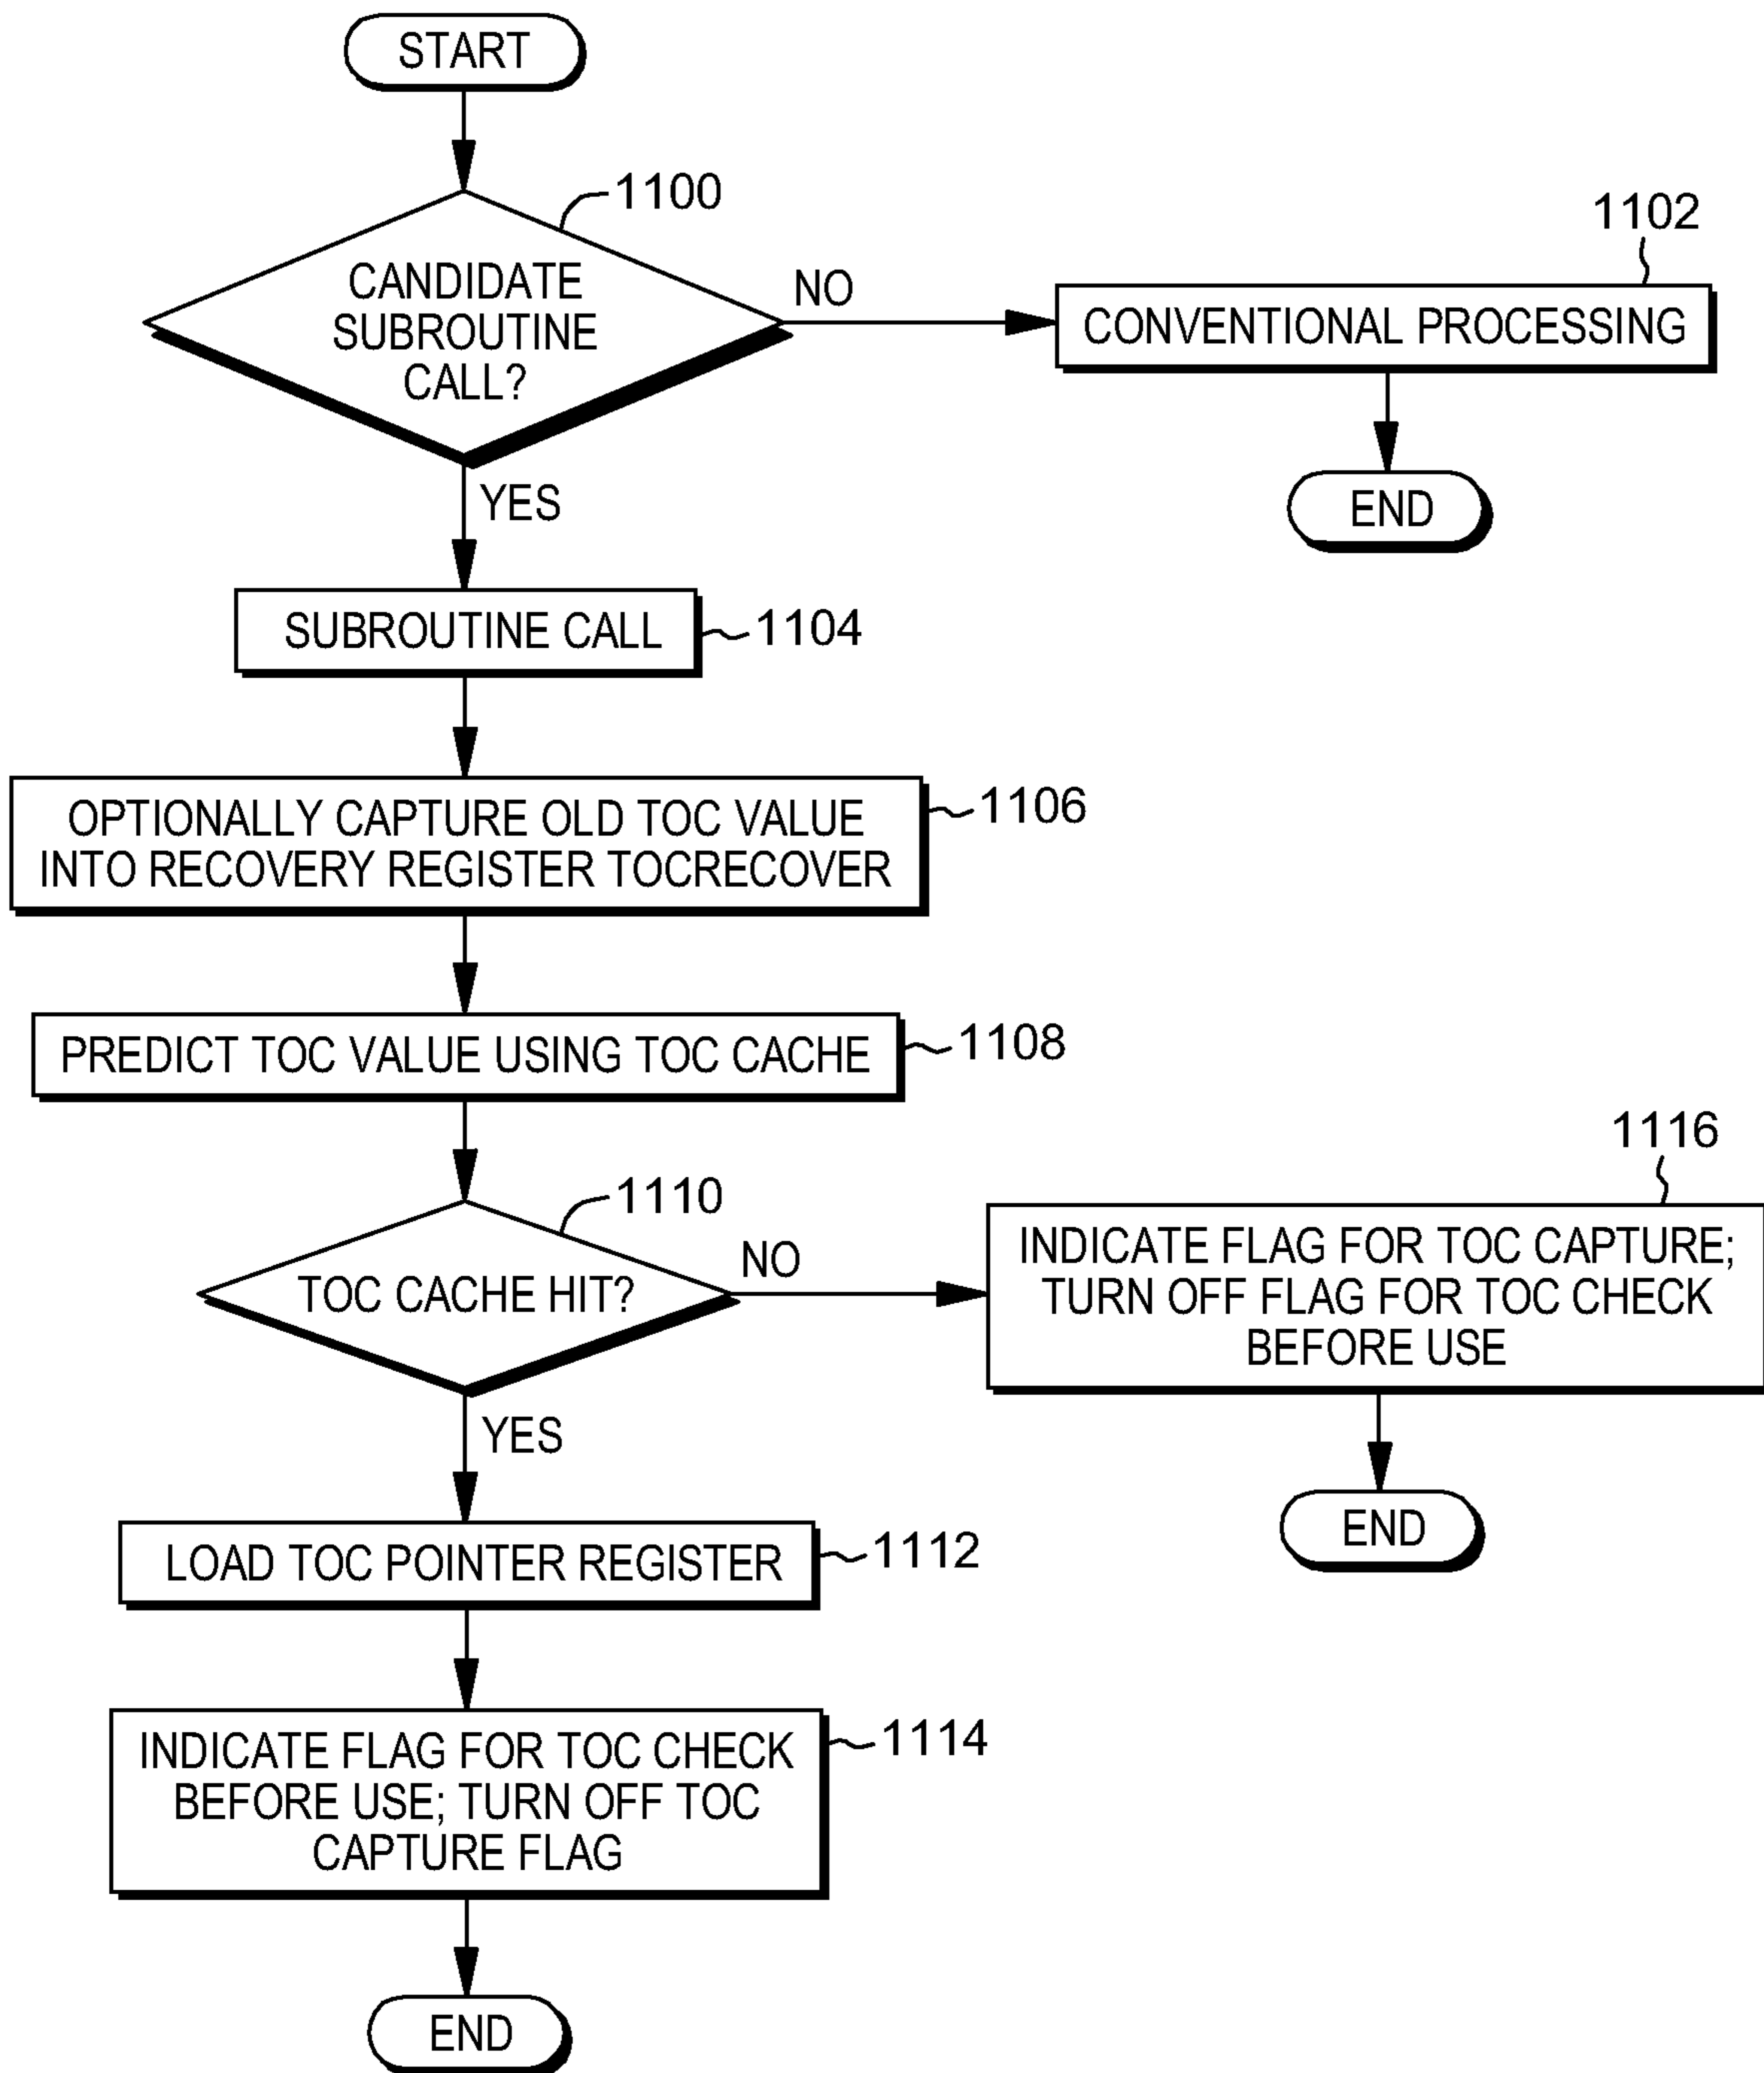 START
1100
CANDIDATE
SUBROUTINE
CALL?
NO
1102
CONVENTIONAL PROCESSING
END
YES
SUBROUTINE CALL
1104
OPTIONALLY CAPTURE OLD TOC VALUE
INTO RECOVERY REGISTER TOCRECOVER
1106
PREDICT TOC VALUE USING TOC CACHE
1108
1110
TOC CACHE HIT?
NO
1116
INDICATE FLAG FOR TOC CAPTURE;
TURN OFF FLAG FOR TOC CHECK
BEFORE USE
END
YES
LOAD TOC POINTER REGISTER
1112
INDICATE FLAG FOR TOC CHECK
BEFORE USE; TURN OFF TOC
CAPTURE FLAG
1114
END